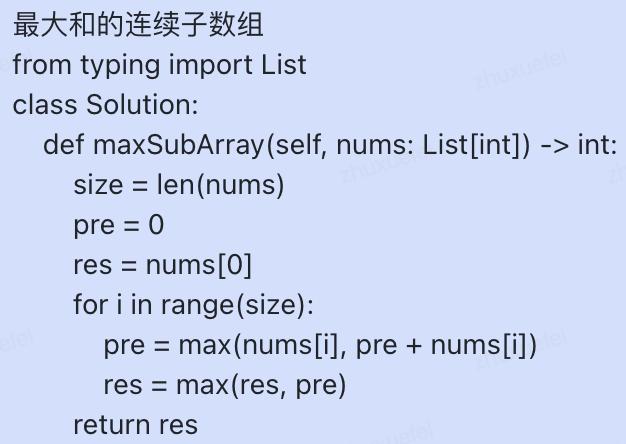 最大和的连续子数组
from typing import List
class Solution:
    def maxSubArray(self, nums: List[int]) -> int:
        size = len(nums)
        pre = 0
        res = nums[0]
        for i in range(size):
            pre = max(nums[i], pre + nums[i])
            res = max(res, pre)
        return res
zhuxuefei